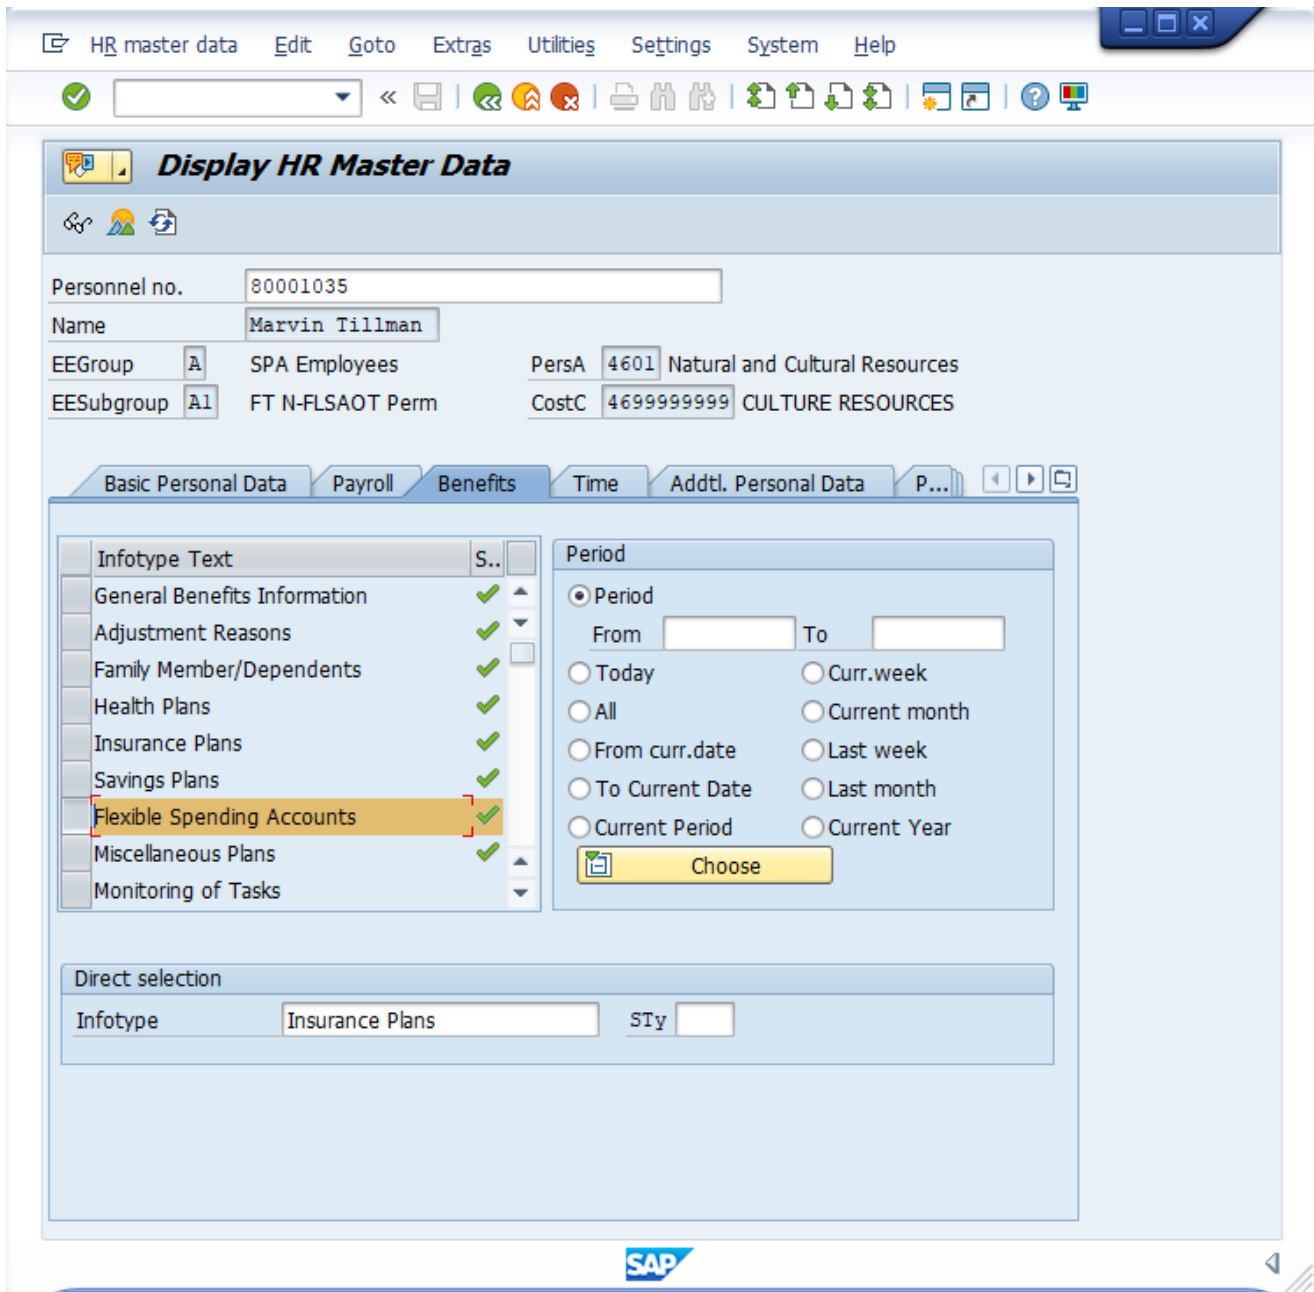 HR master data Edit Goto Extras Utilities Settings System Help
Display HR Master Data
Personnel no. 80001035
Name Marvin Tillman
EEGroup A SPA Employees PersA 4601 Natural and Cultural Resources
EESubgroup A1 FT N-FLSAOT Perm CostC 4699999999 CULTURE RESOURCES
Basic Personal Data Payroll Benefits Time Addtl. Personal Data P...
Infotype Text S..
General Benefits Information
Adjustment Reasons
Family Member/Dependents
Health Plans
Insurance Plans
Savings Plans
Flexible Spending Accounts
Miscellaneous Plans
Monitoring of Tasks
Period
Period
From To
Today Curr.week
All Current month
From curr.date Last week
To Current Date Last month
Current Period Current Year
Choose
Direct selection
Infotype Insurance Plans STy
SAP